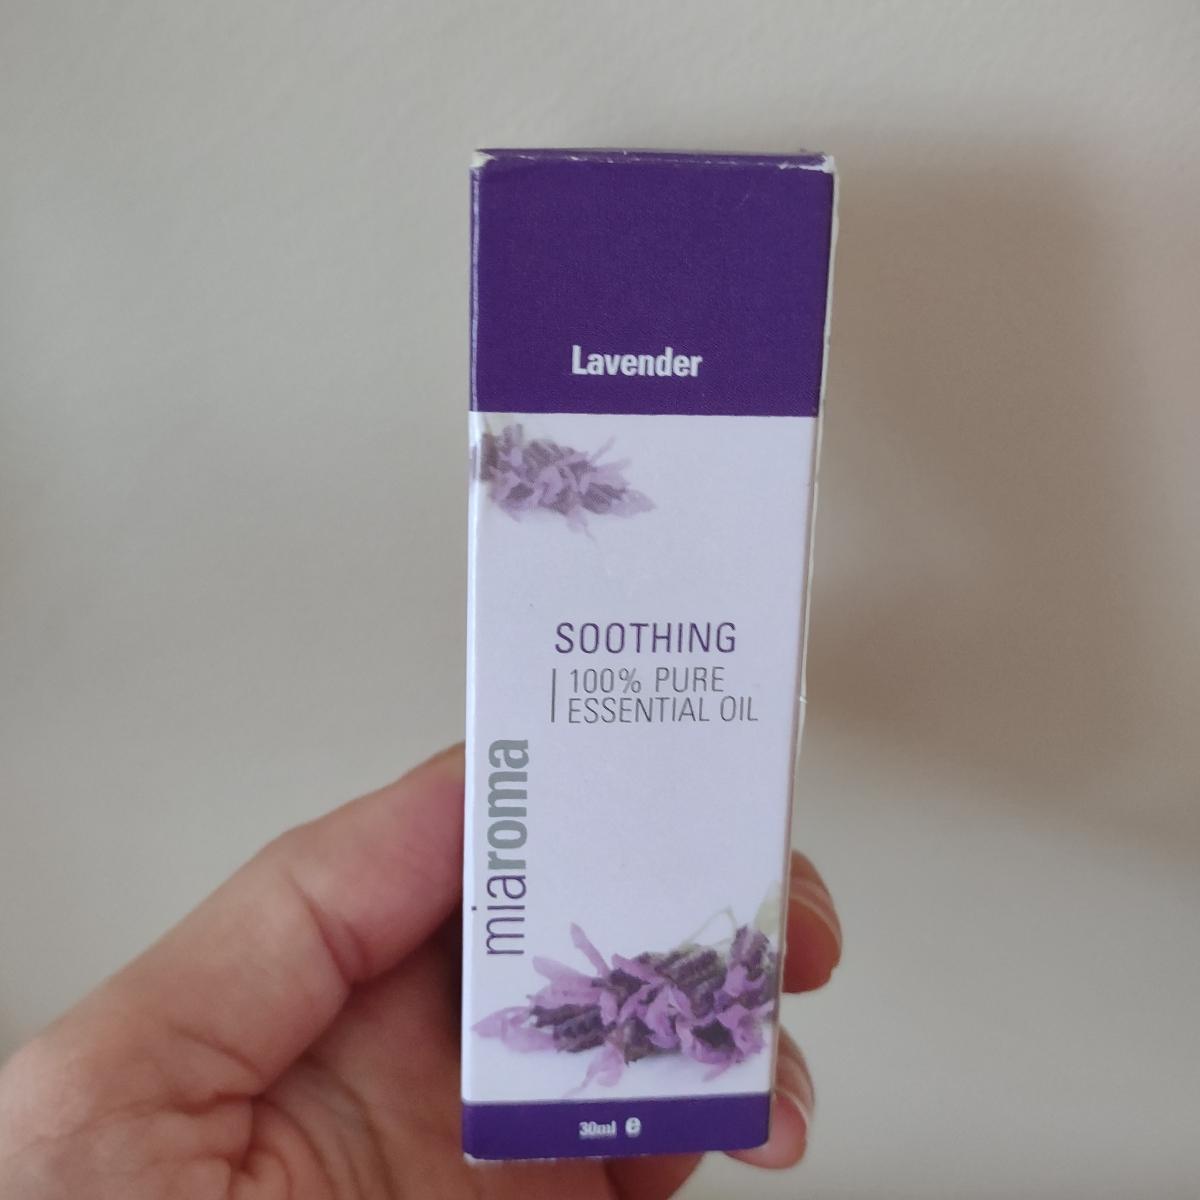 Lavender
SOOTHING
100% PURE
ESSENTIAL OIL
miaroma
30ml e